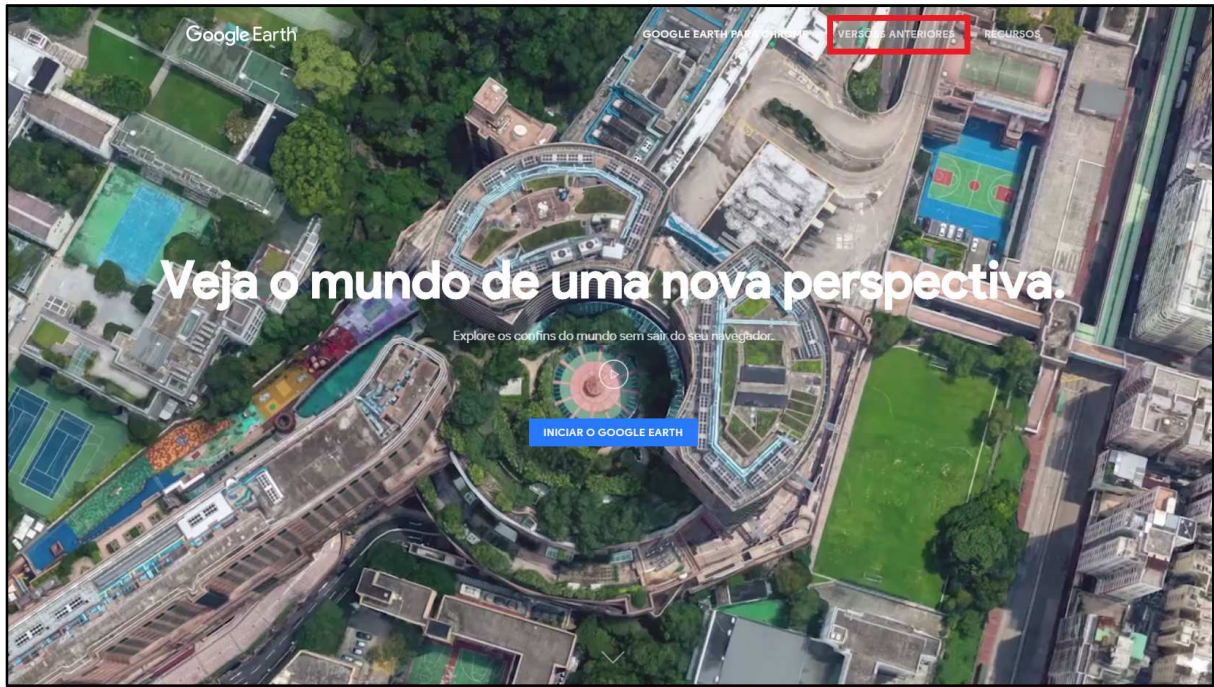 Google Earth
GOOGLE EARTH PARA CHROME
VERSÕES ANTERIORES
RECURSOS
Veja o mundo de uma nova perspectiva.
Explore os confins do mundo sem sair do seu navegador.
INICIAR O GOOGLE EARTH